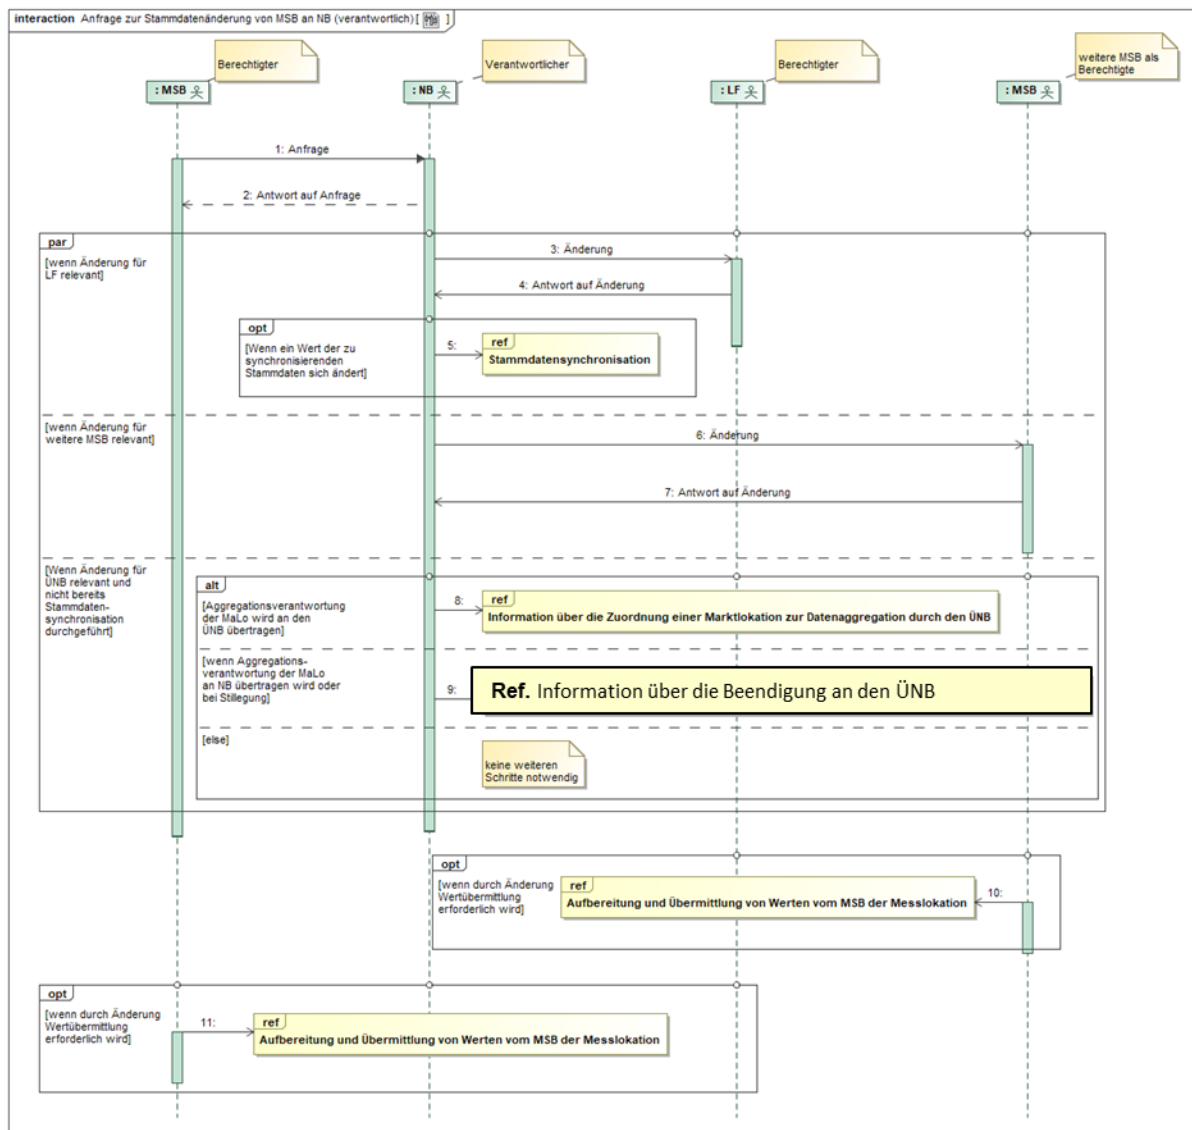 interaction Anfrage zur Stammdatenänderung von MSB an NB (verantwortlich) [ ]
Berechtigter
Verantwortlicher
Berechtigter
weitere MSB als
Berechtigte
: MSB
: NB
: LF
: MSB
1: Anfrage
2: Antwort auf Anfrage
par
[wenn Änderung für
LF relevant]
3: Änderung
4: Antwort auf Änderung
opt
[Wenn ein Wert der zu
synchronisierenden
Stammdaten sich ändert]
5:
ref
Stammdatensynchronisation
[wenn Änderung für
weitere MSB relevant]
6: Änderung
7: Antwort auf Änderung
[Wenn Änderung für
ÜNB relevant und
nicht bereits
Stammdaten-
synchronisation
durchgeführt]
alt
[Aggregationsverantwortung
der MaLo wird an den
ÜNB übertragen]
8:
ref
Information über die Zuordnung einer Marktlokation zur Datenaggregation durch den ÜNB
[wenn Aggregations-
verantwortung der MaLo
an NB übertragen wird oder
bei Stillegung]
9:
Ref. Information über die Beendigung an den ÜNB
[else]
keine weiteren
Schritte notwendig
opt
[wenn durch Änderung
Wertübermittlung
erforderlich wird]
ref
Aufbereitung und Übermittlung von Werten vom MSB der Messlokation
10:
opt
[wenn durch Änderung
Wertübermittlung
erforderlich wird]
11:
ref
Aufbereitung und Übermittlung von Werten vom MSB der Messlokation